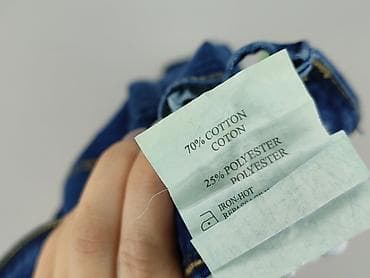 70% COTTON
COTON
25% POLYESTER
POLYESTER
IRON-HOT